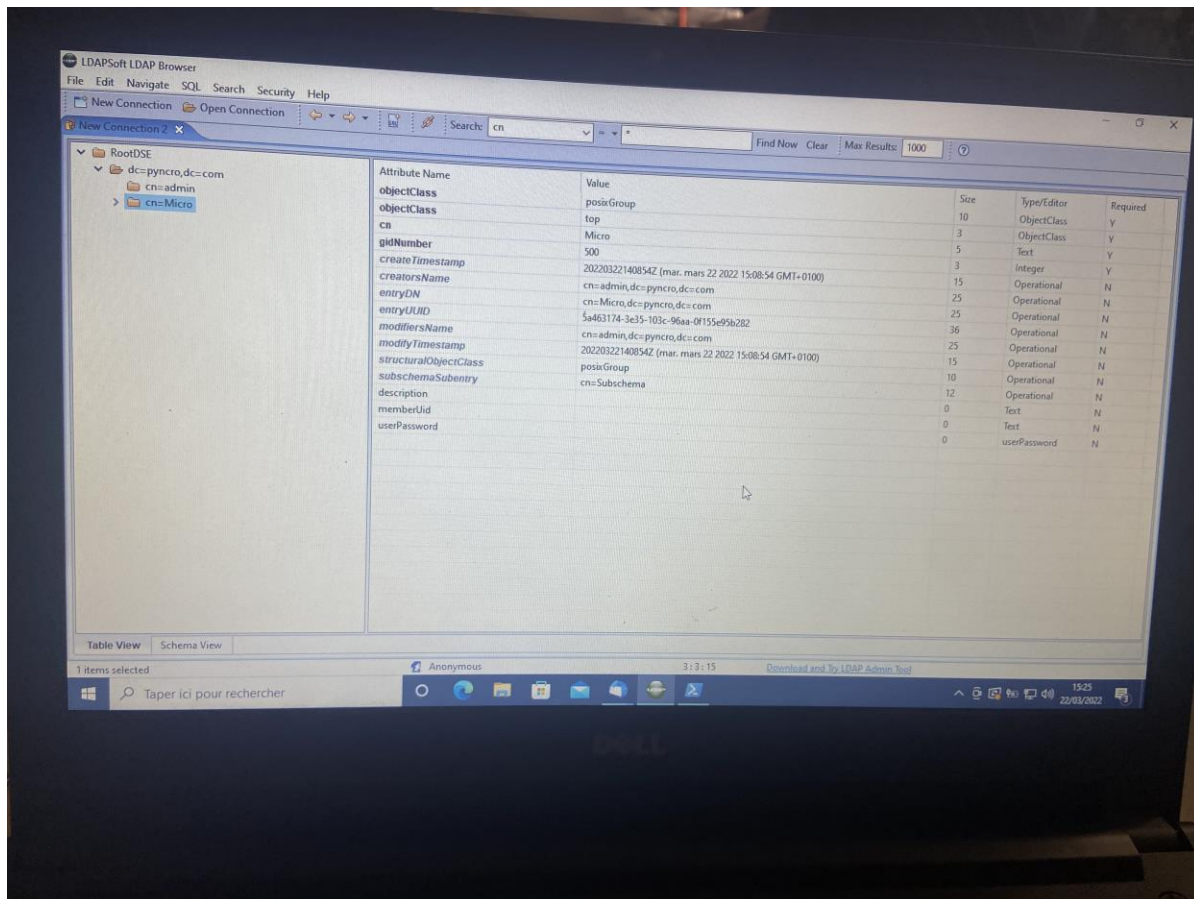 LDAPSoft LDAP Browser
File Edit Navigate SQL Search Security Help
New Connection Open Connection Search: cn = * Find Now Clear Max Results: 1000
New Connection 2
RootDSE
dc=pyncro,dc=com
cn=admin
cn=Micro
Attribute Name Value Size Type/Editor Required
objectClass posixGroup 10 ObjectClass Y
objectClass top 3 ObjectClass Y
cn Micro 5 Text Y
gidNumber 500 3 Integer Y
createTimestamp 20220322140854Z (mar. mars 22 2022 15:08:54 GMT+0100) 15 Operational N
creatorsName cn=admin,dc=pyncro,dc=com 25 Operational N
entryDN cn=Micro,dc=pyncro,dc=com 25 Operational N
entryUUID 5a463174-3e35-103c-96aa-0f155e95b282 36 Operational N
modifiersName cn=admin,dc=pyncro,dc=com 25 Operational N
modifyTimestamp 20220322140854Z (mar. mars 22 2022 15:08:54 GMT+0100) 15 Operational N
structuralObjectClass posixGroup 10 Operational N
subschemaSubentry cn=Subschema 12 Operational N
description 0 Text N
memberUid 0 Text N
userPassword 0 userPassword N
Table View Schema View
1 items selected Anonymous 3:3:15 Download and Try LDAP Admin Tool
Taper ici pour rechercher 15:25
22/03/2022
DELL